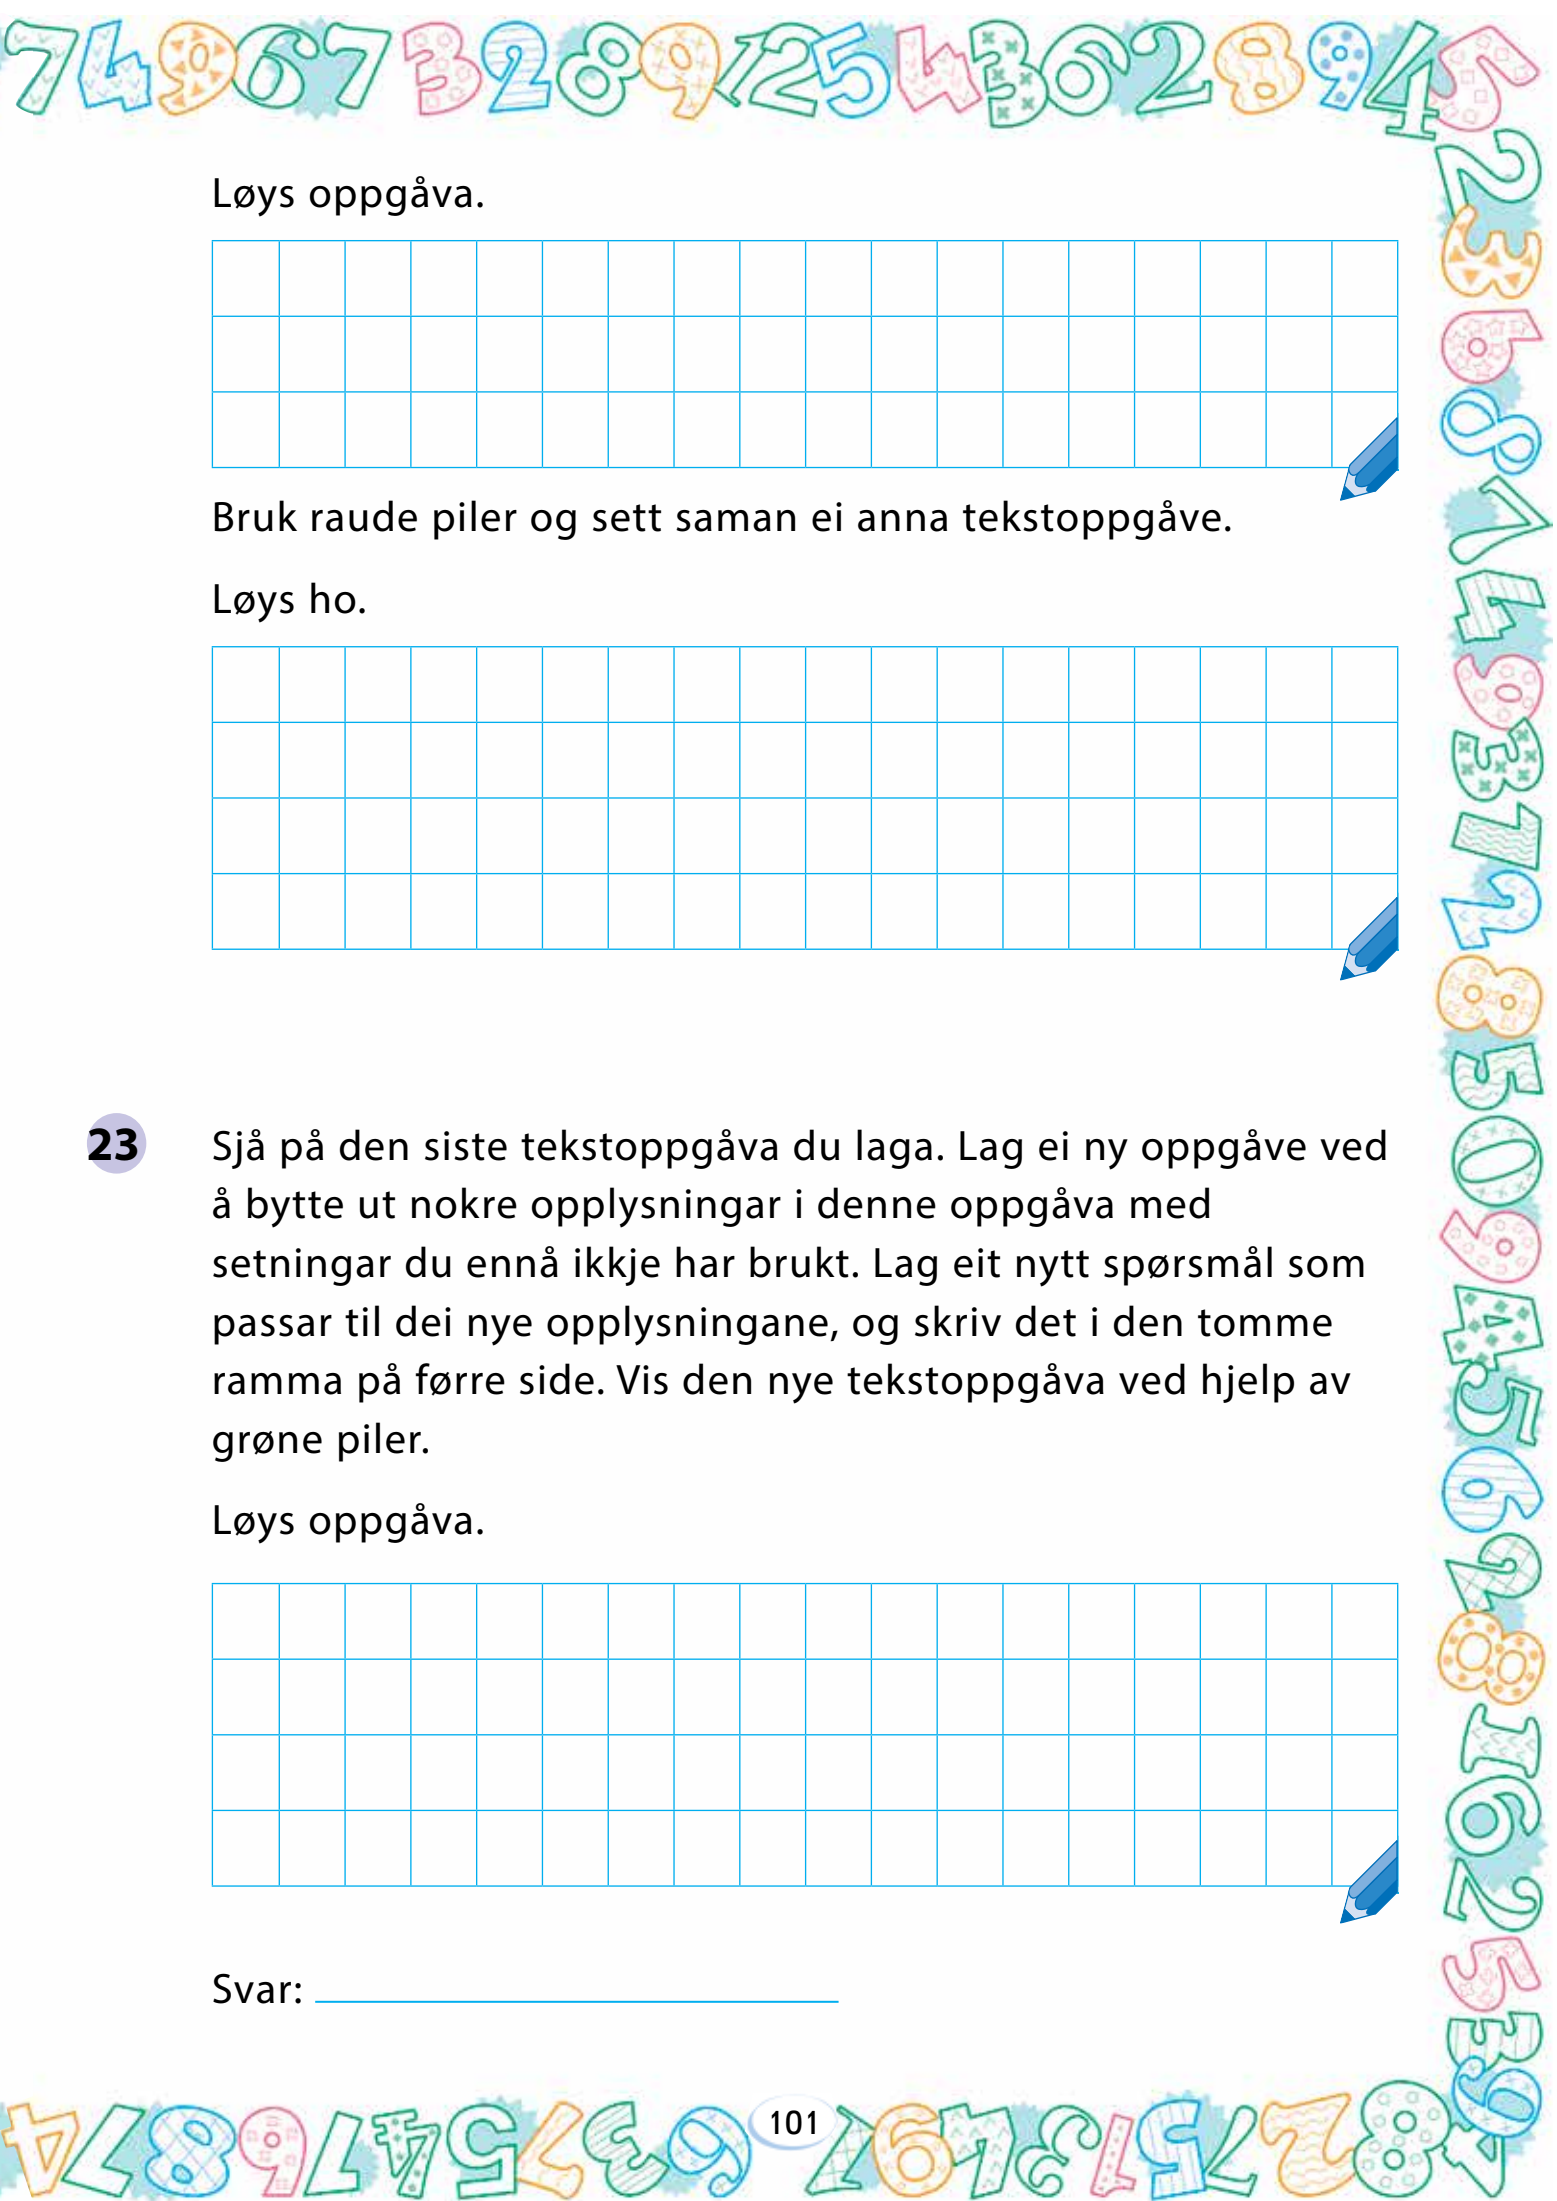 Løys oppgåva.
Bruk raude piler og sett saman ei anna tekstoppgåve.
Løys ho.
23 Sjå på den siste tekstoppgåva du laga. Lag ei ny oppgåve ved
å bytte ut nokre opplysningar i denne oppgåva med
setningar du ennå ikkje har brukt. Lag eit nytt spørsmål som
passar til dei nye opplysningane, og skriv det i den tomme
ramma på førre side. Vis den nye tekstoppgåva ved hjelp av
grøne piler.
Løys oppgåva.
Svar:
101